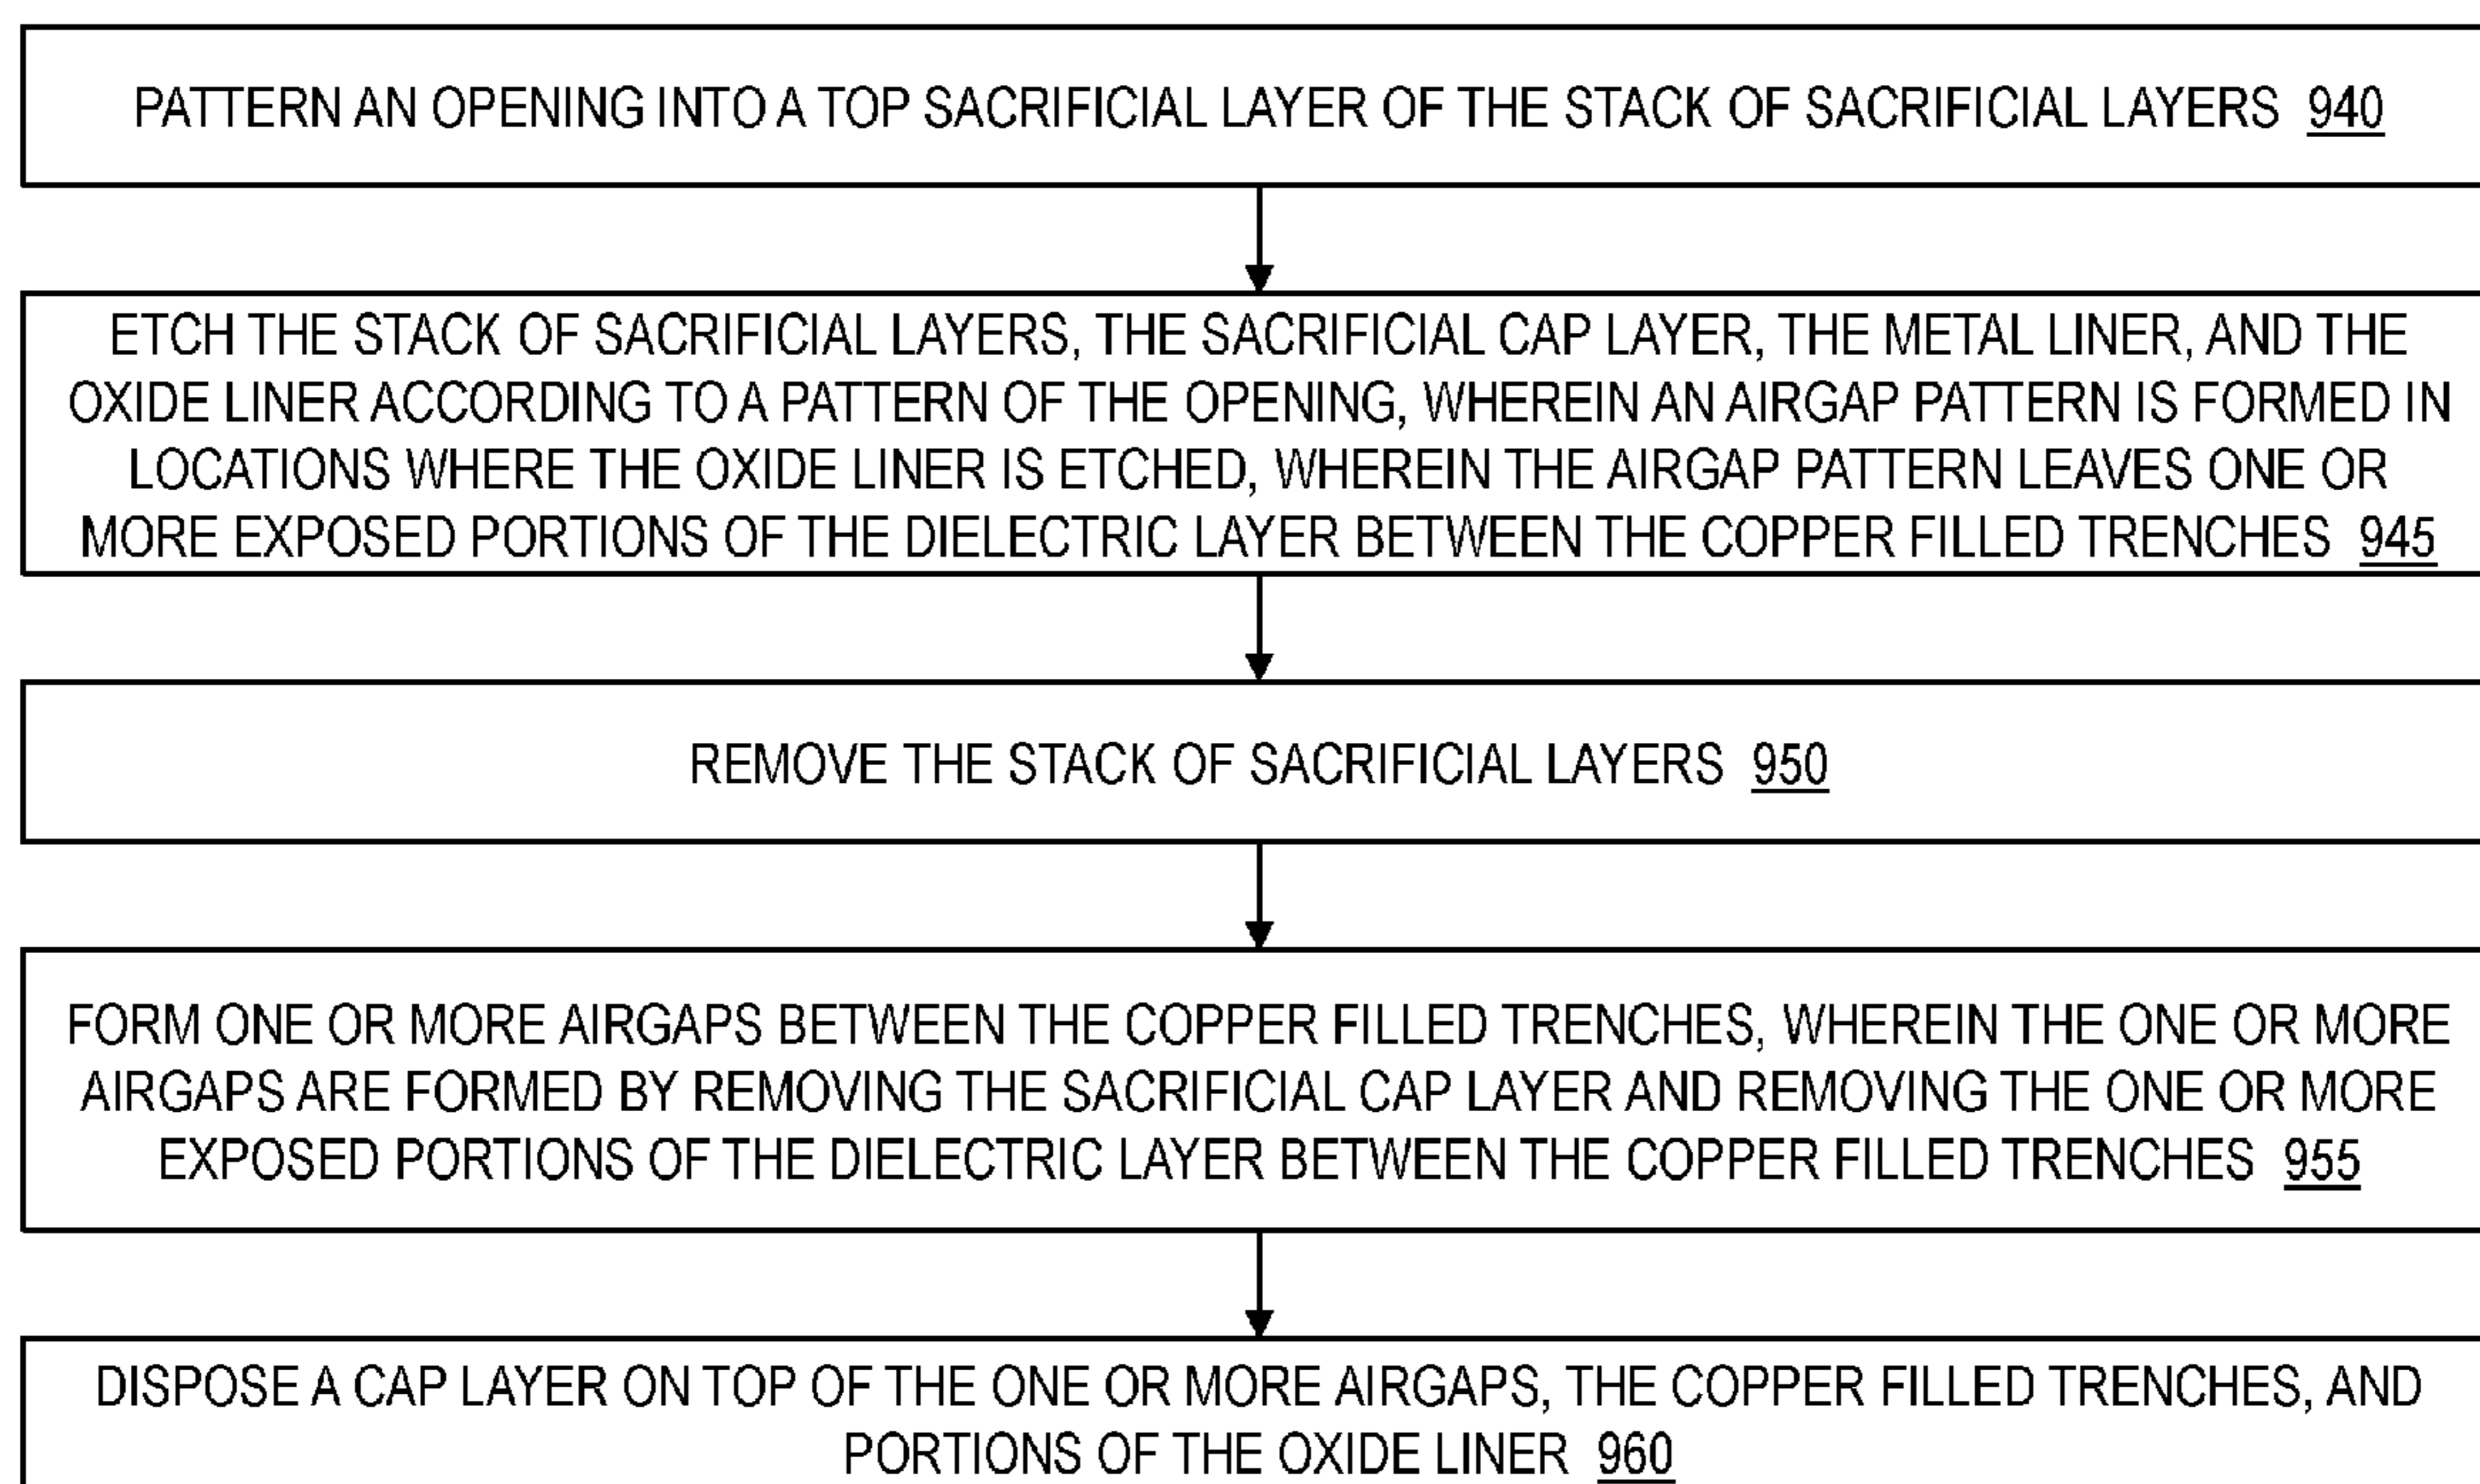 PATTERN AN OPENING INTO A TOP SACRIFICIAL LAYER OF THE STACK OF SACRIFICIAL LAYERS 940
ETCH THE STACK OF SACRIFICIAL LAYERS, THE SACRIFICIAL CAP LAYER, THE METAL LINER, AND THE
OXIDE LINER ACCORDING TO A PATTERN OF THE OPENING, WHEREIN AN AIRGAP PATTERN IS FORMED IN
LOCATIONS WHERE THE OXIDE LINER IS ETCHED, WHEREIN THE AIRGAP PATTERN LEAVES ONE OR
MORE EXPOSED PORTIONS OF THE DIELECTRIC LAYER BETWEEN THE COPPER FILLED TRENCHES 945
REMOVE THE STACK OF SACRIFICIAL LAYERS 950
FORM ONE OR MORE AIRGAPS BETWEEN THE COPPER FILLED TRENCHES, WHEREIN THE ONE OR MORE
AIRGAPS ARE FORMED BY REMOVING THE SACRIFICIAL CAP LAYER AND REMOVING THE ONE OR MORE
EXPOSED PORTIONS OF THE DIELECTRIC LAYER BETWEEN THE COPPER FILLED TRENCHES 955
DISPOSE A CAP LAYER ON TOP OF THE ONE OR MORE AIRGAPS, THE COPPER FILLED TRENCHES, AND
PORTIONS OF THE OXIDE LINER 960